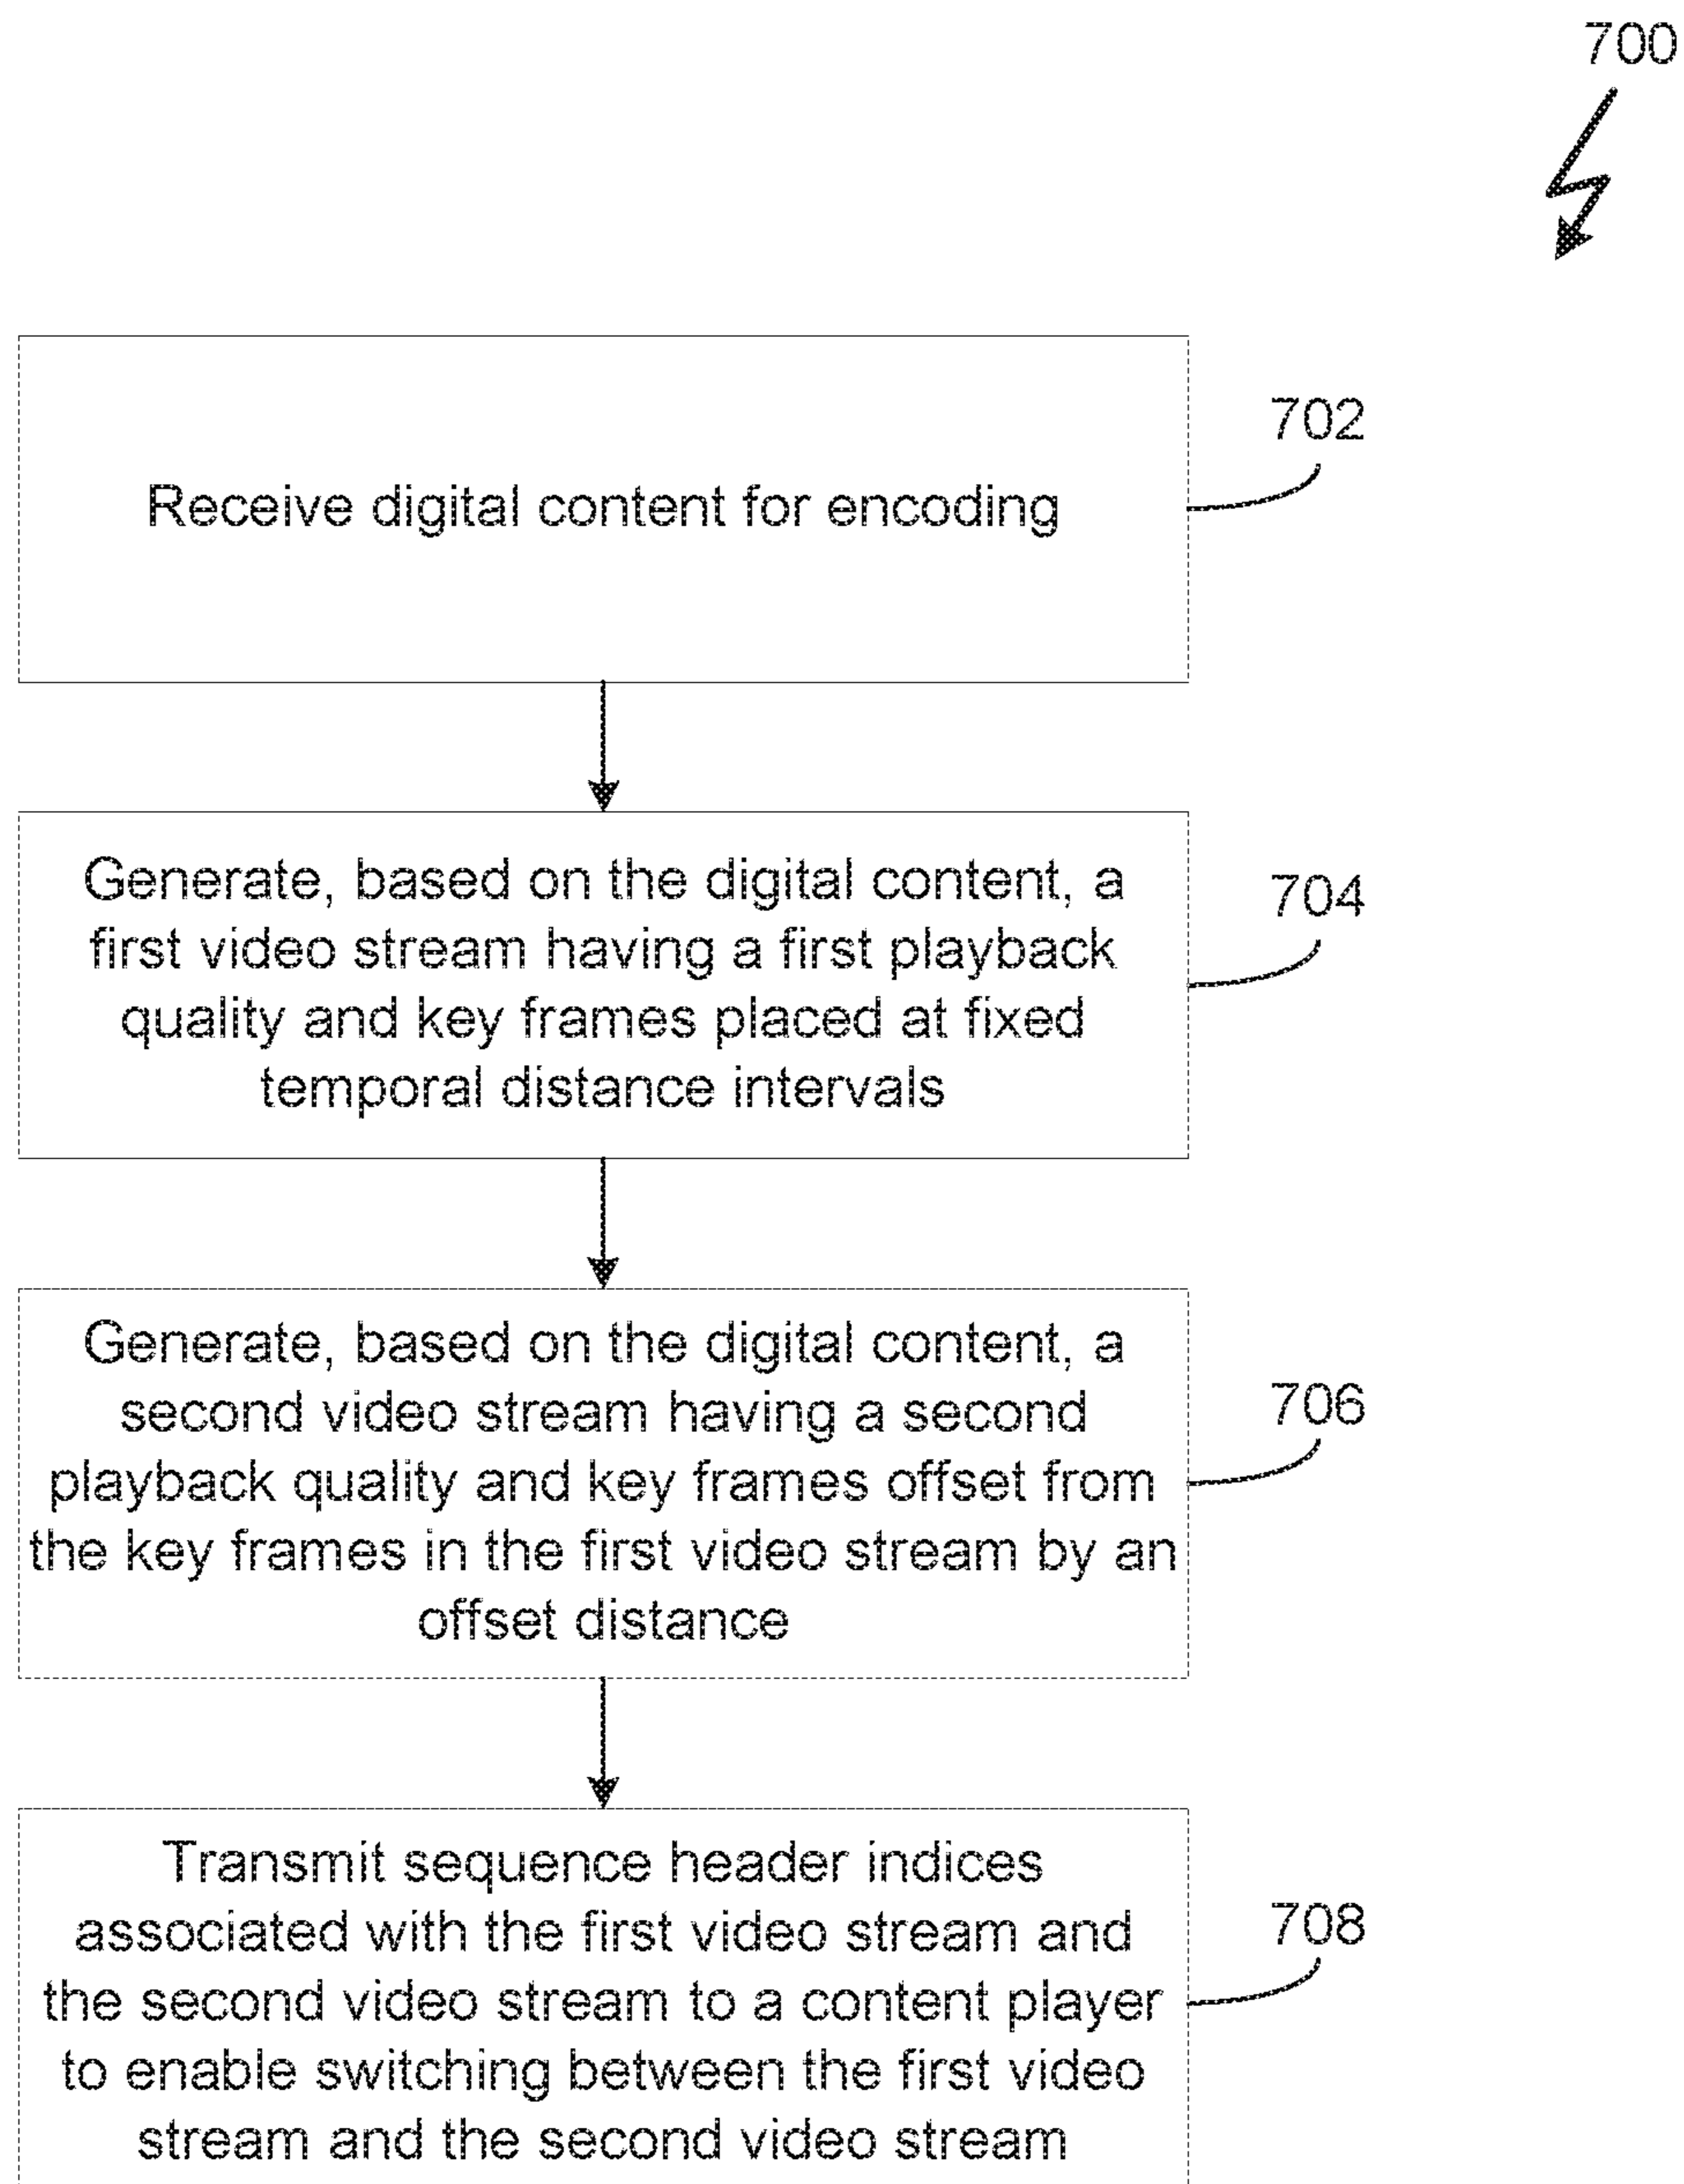 700
Receive digital content for encoding
702
Generate, based on the digital content, a
first video stream having a first playback
quality and key frames placed at fixed
temporal distance intervals
704
Generate, based on the digital content, a
second video stream having a second
playback quality and key frames offset from
the key frames in the first video stream by an
offset distance
706
Transmit sequence header indices
associated with the first video stream and
the second video stream to a content player
to enable switching between the first video
stream and the second video stream
708